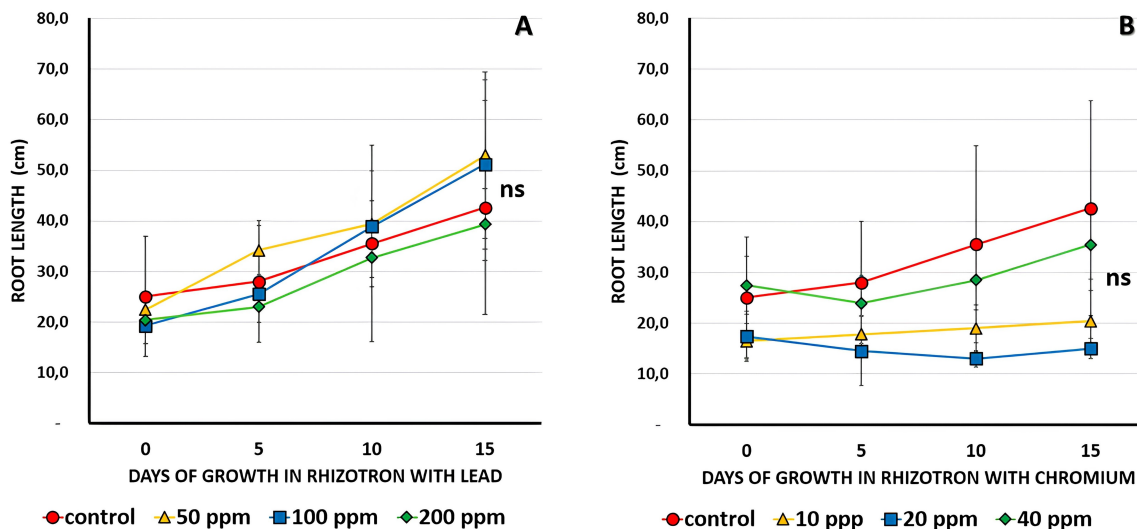 A
80,0
70,0
60,0
50,0
40,0
30,0
20,0
10,0
-
ROOT LENGTH (cm)
ns
0 5 10 15
DAYS OF GROWTH IN RHIZOTRON WITH LEAD
control 50 ppm 100 ppm 200 ppm
B
80,0
70,0
60,0
50,0
40,0
30,0
20,0
10,0
-
ROOT LENGTH (cm)
ns
0 5 10 15
DAYS OF GROWTH IN RHIZOTRON WITH CHROMIUM
control 10 ppp 20 ppm 40 ppm